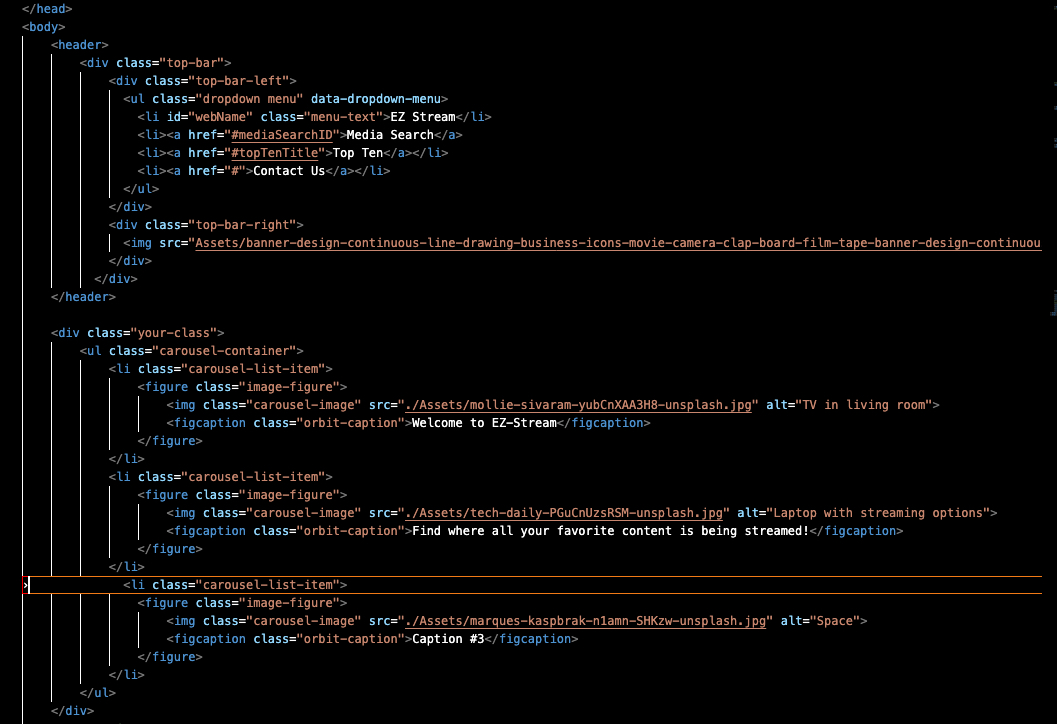 </head>
<body>
<header>
<div class="top-bar">
<div class="top-bar-left">
<ul class="dropdown menu" data-dropdown-menu>
<li id="webName" class="menu-text">EZ Stream</li>
<li><a href="#mediaSearchID">Media Search</a>
<li><a href="#topTenTitle">Top Ten</a></li>
<li><a href="#">Contact Us</a></li>
</ul>
</div>
<div class="top-bar-right">
<img src="Assets/banner-design-continuous-line-drawing-business-icons-movie-camera-clap-board-film-tape-banner-design-continuou
</div>
</div>
</header>
<div class="your-class">
<ul class="carousel-container">
<li class="carousel-list-item">
<figure class="image-figure">
<img class="carousel-image" src="./Assets/mollie-sivaram-yubCnXAA3H8-unsplash.jpg" alt="TV in living room">
<figcaption class="orbit-caption">Welcome to EZ-Stream</figcaption>
</figure>
</li>
<li class="carousel-list-item">
<figure class="image-figure">
<img class="carousel-image" src="./Assets/tech-daily-PGuCnUzsRSM-unsplash.jpg" alt="Laptop with streaming options">
<figcaption class="orbit-caption">Find where all your favorite content is being streamed!</figcaption>
</figure>
</li>
><li class="carousel-list-item">
<figure class="image-figure">
<img class="carousel-image" src="./Assets/marques-kaspbrak-n1amn-SHKzw-unsplash.jpg" alt="Space">
<figcaption class="orbit-caption">Caption #3</figcaption>
</figure>
</li>
</ul>
</div>